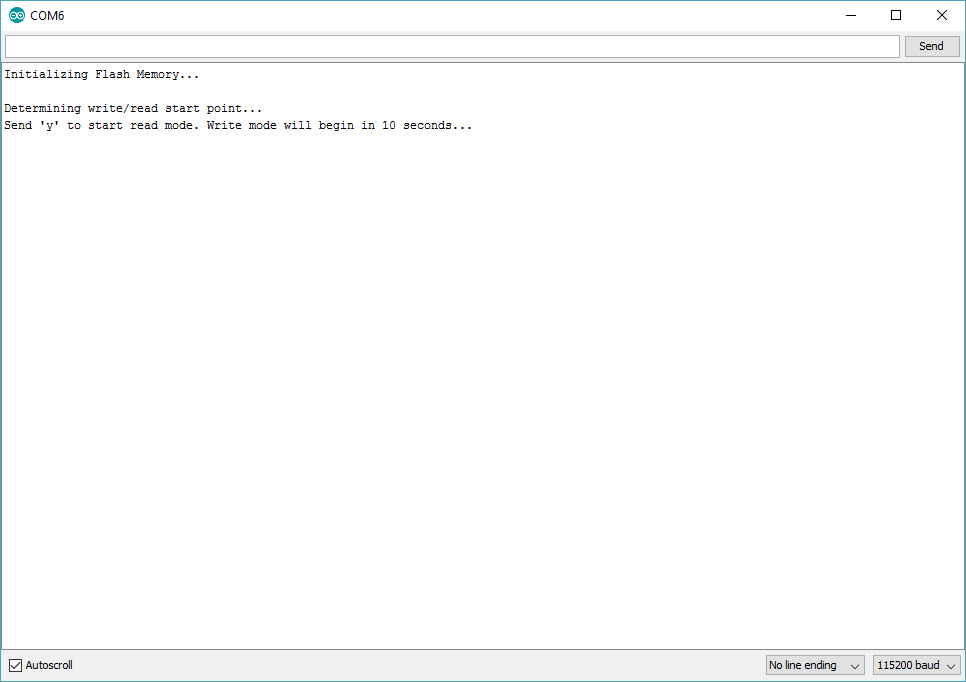 COM6
Send
Initializing Flash Memory...
Determining write/read start point...
Send 'y' to start read mode. Write mode will begin in 10 seconds...
Autoscroll
No line ending
115200 baud